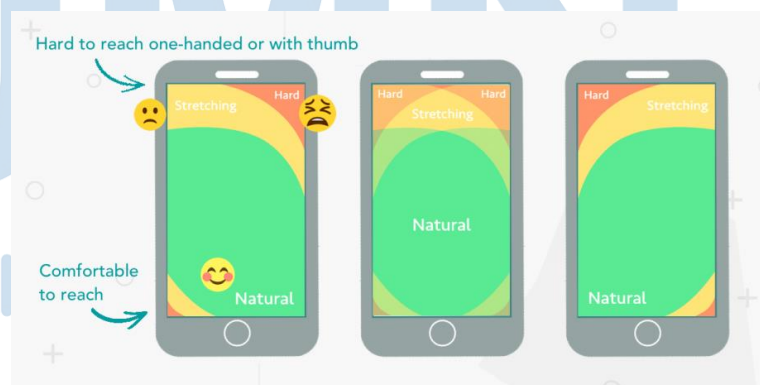 Hard to reach one-handed or with thumb
Hard
Stretching
Natural
Comfortable
to reach
Hard
Hard
Stretching
Natural
Hard
Stretching
Natural